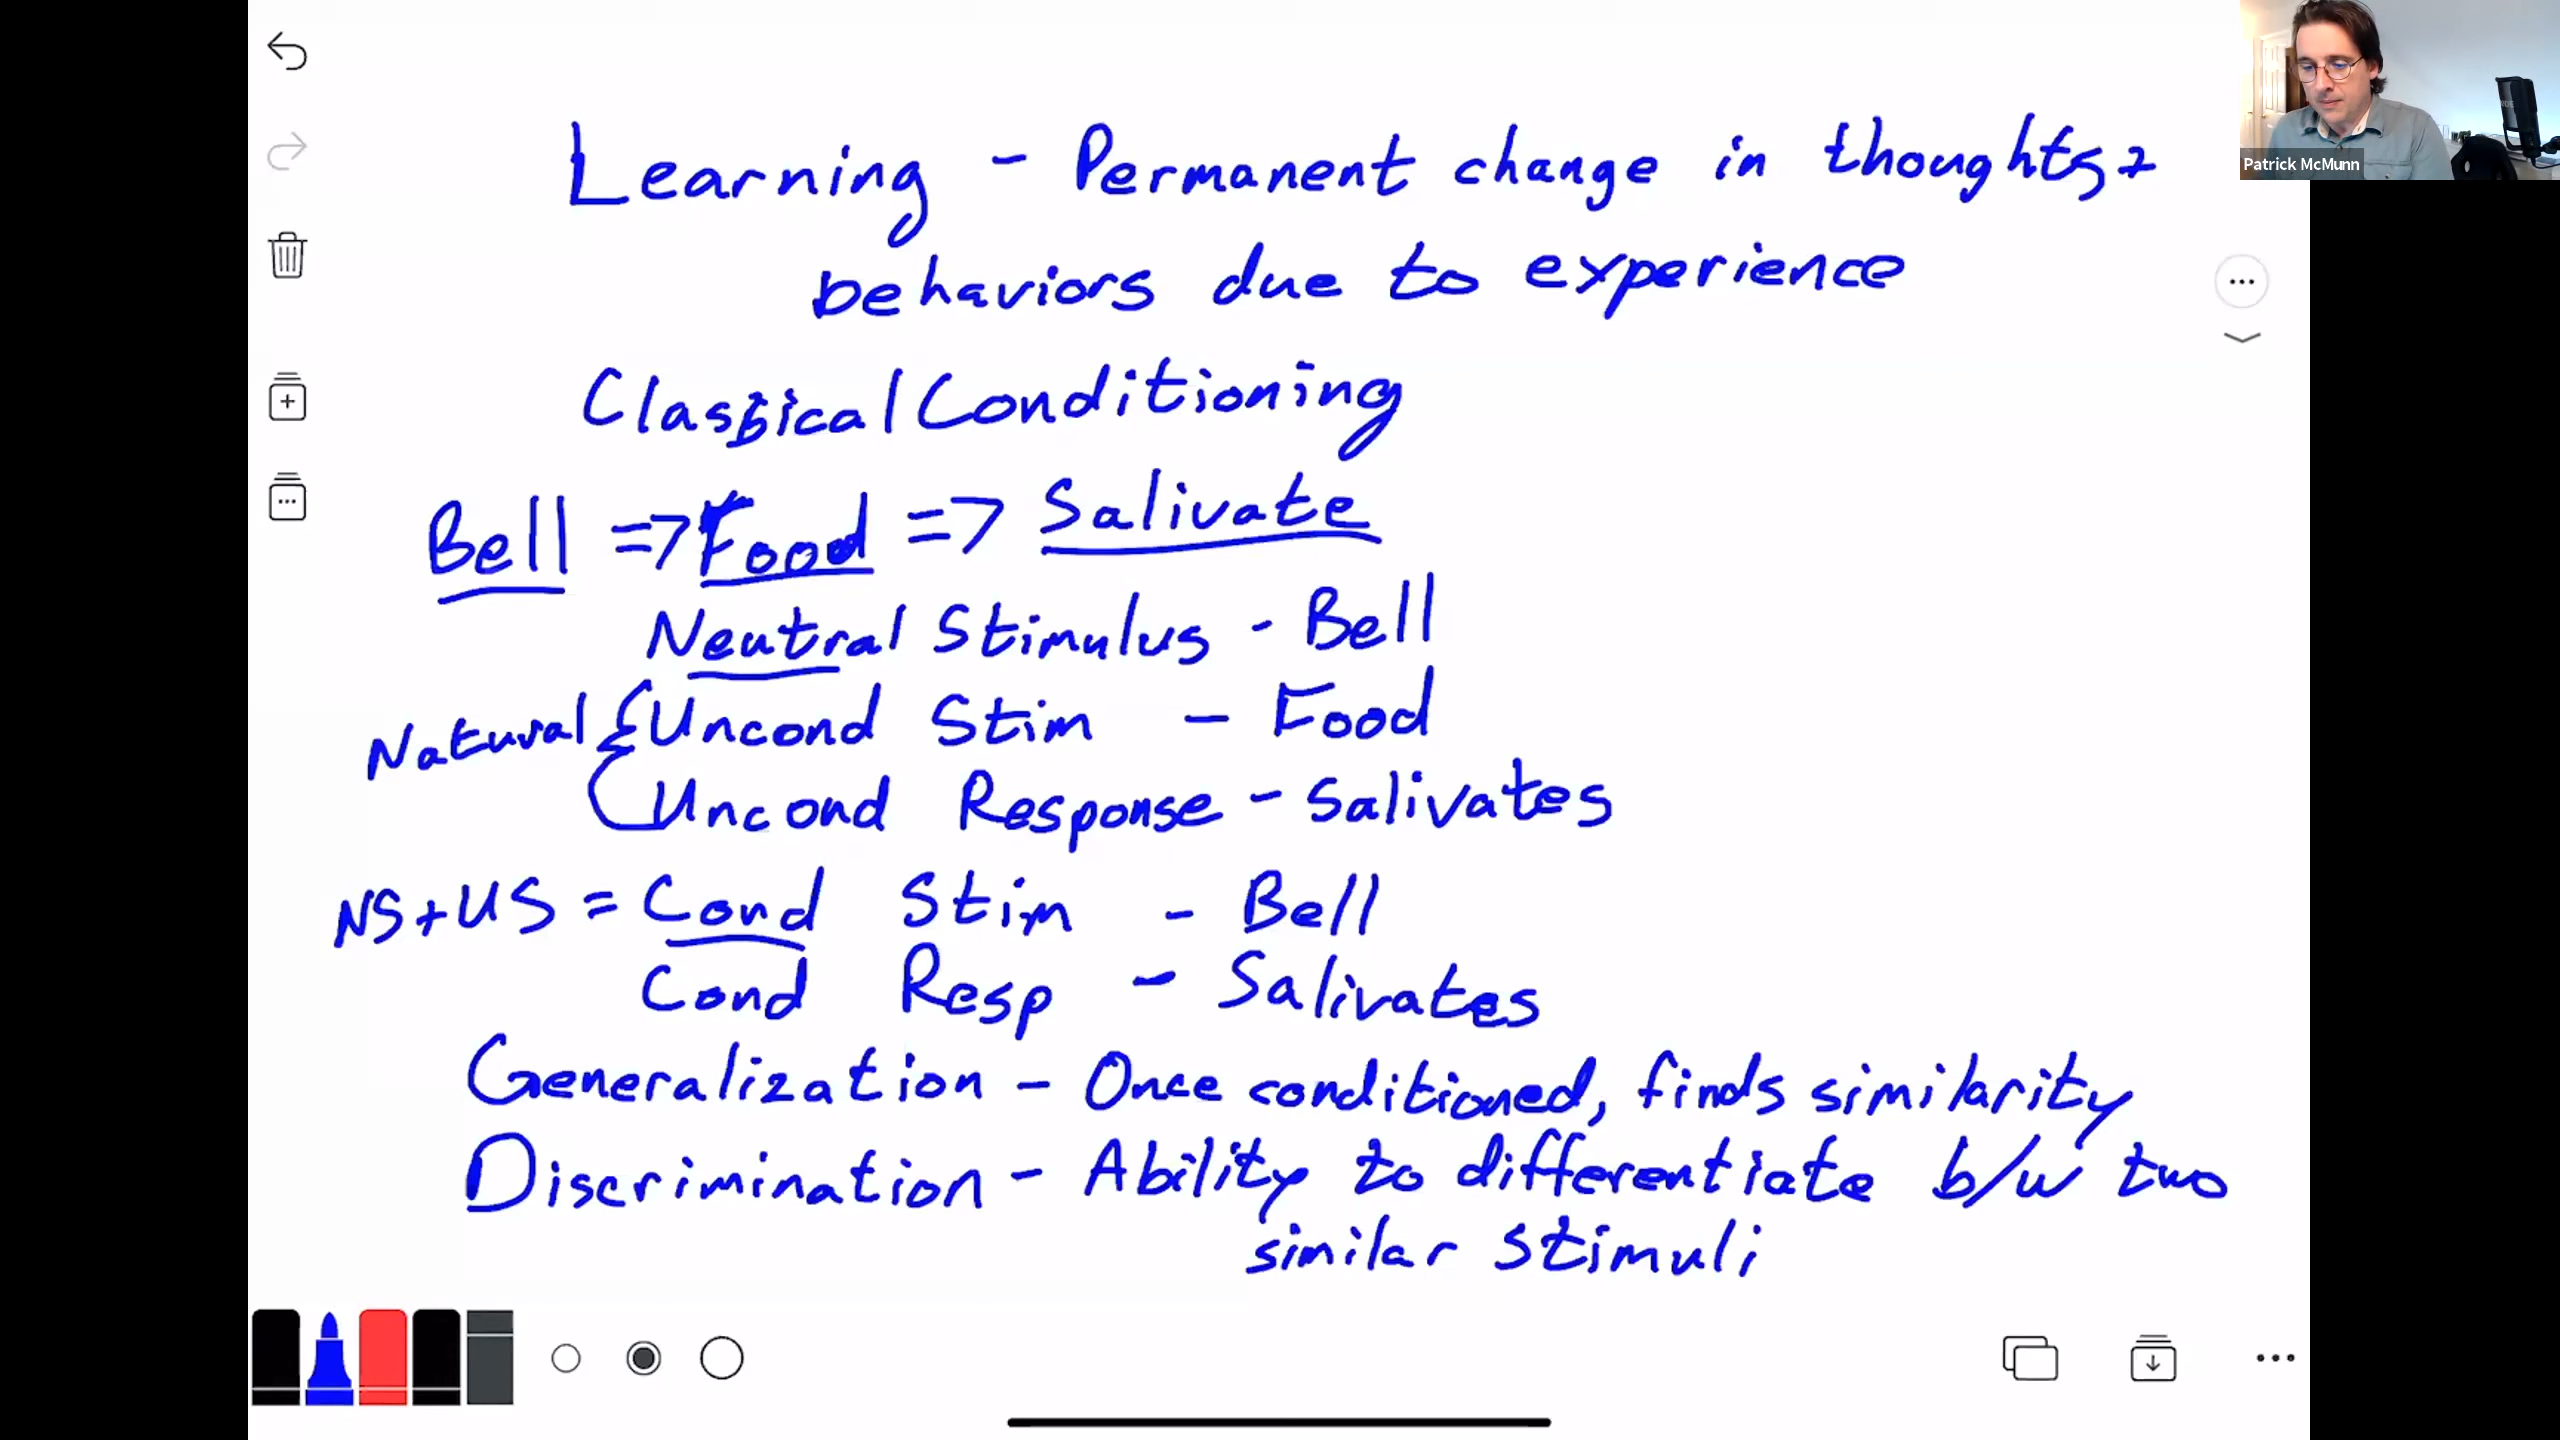 Patrick McMunn
Learning - Permanent change in thoughts +
behaviors due to experience
Classical Conditioning
Bell => Food => Salivate
Neutral Stimulus - Bell
Natural { Uncond Stim - Food
Uncond Response - Salivates
NS + US = Cond Stim - Bell
Cond Resp - Salivates
Generalization - Once conditioned, finds similarity
Discrimination - Ability to differentiate b/w two
similar stimuli